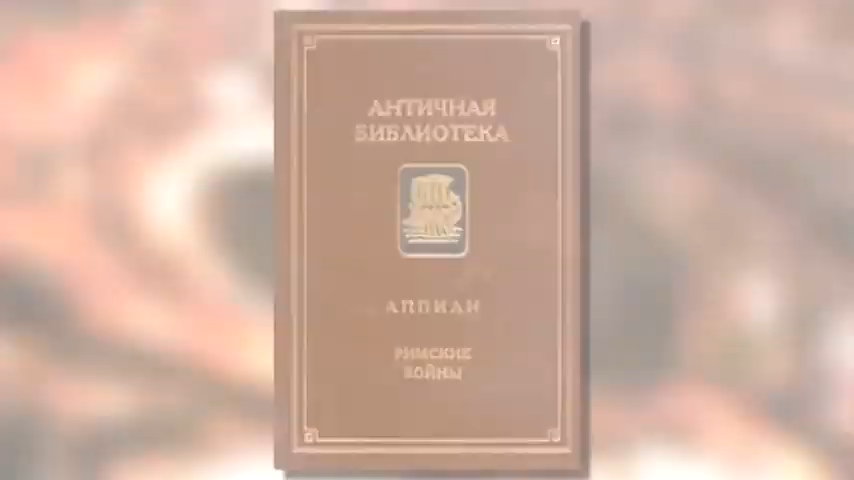 АНТИЧНАЯ
БИБЛИОТЕКА
АППИАН
РИМСКИЕ
ВОЙНЫ